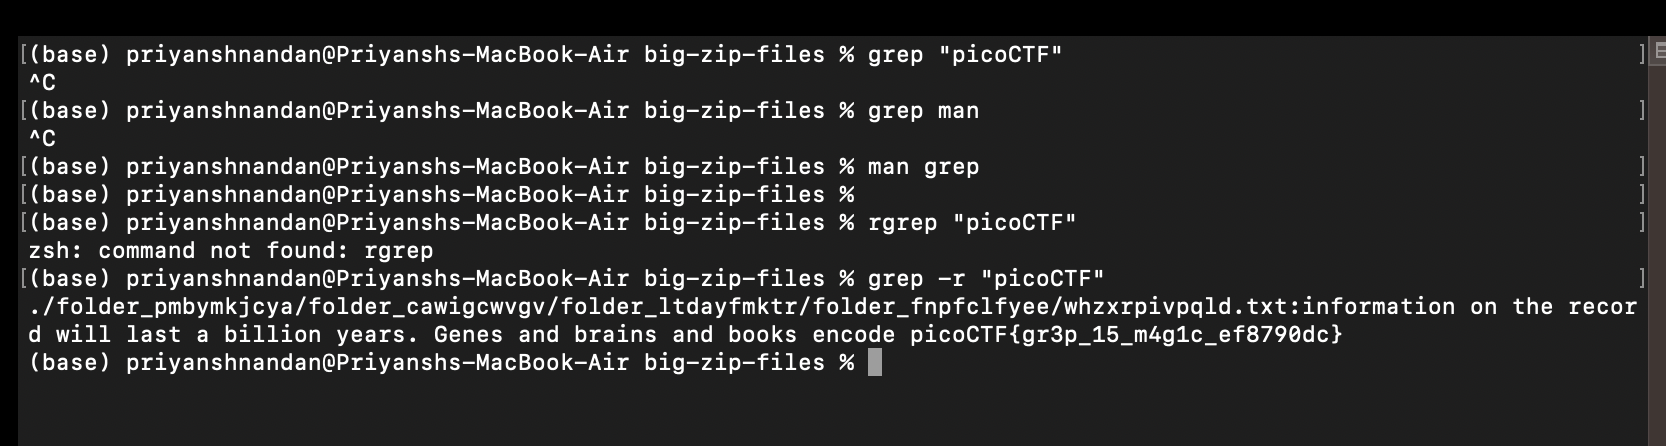 [(base) priyanshnandan@Priyanshs-MacBook-Air big-zip-files % grep "picoCTF" ]
^C
[(base) priyanshnandan@Priyanshs-MacBook-Air big-zip-files % grep man ]
^C
[(base) priyanshnandan@Priyanshs-MacBook-Air big-zip-files % man grep ]
[(base) priyanshnandan@Priyanshs-MacBook-Air big-zip-files % ]
[(base) priyanshnandan@Priyanshs-MacBook-Air big-zip-files % rgrep "picoCTF" ]
zsh: command not found: rgrep
[(base) priyanshnandan@Priyanshs-MacBook-Air big-zip-files % grep -r "picoCTF" ]
./folder_pmbymkjcya/folder_cawigcwvgv/folder_ltdayfmktr/folder_fnpfclfyee/whzxrpivpqld.txt:information on the recor
d will last a billion years. Genes and brains and books encode picoCTF{gr3p_15_m4g1c_ef8790dc}
(base) priyanshnandan@Priyanshs-MacBook-Air big-zip-files %